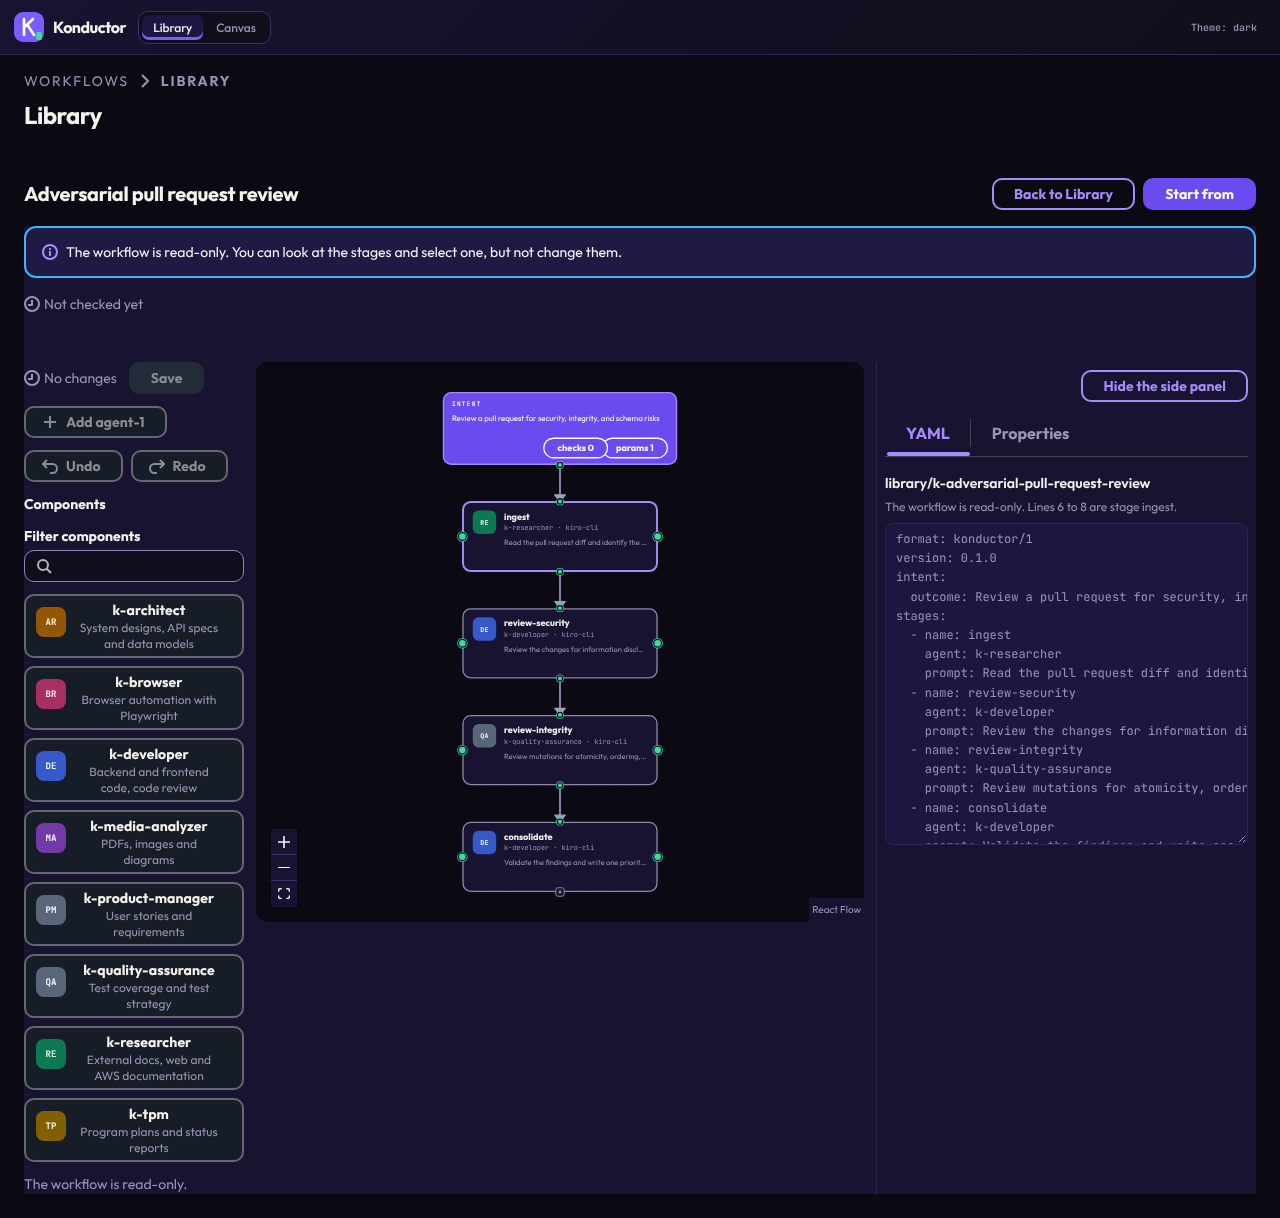 K Konductor Library Canvas Theme: dark
WORKFLOWS > LIBRARY
Library
Adversarial pull request review
Back to Library
Start from
The workflow is read-only. You can look at the stages and select one, but not change them.
Not checked yet
No changes
Save
Add agent-1
Undo Redo
Components
Filter components
AR k-architect
System designs, API specs
and data models
BR k-browser
Browser automation with
Playwright
DE k-developer
Backend and frontend
code, code review
MA k-media-analyzer
PDFs, images and
diagrams
PM k-product-manager
User stories and
requirements
QA k-quality-assurance
Test coverage and test
strategy
RE k-researcher
External docs, web and
AWS documentation
TP k-tpm
Program plans and status
reports
The workflow is read-only.
INTENT
Review a pull request for security, integrity, and schema risks
checks 0 params 1
RE ingest
k-researcher · kiro-cli
Read the pull request diff and identify the ...
DE review-security
k-developer · kiro-cli
Review the changes for information discl...
QA review-integrity
k-quality-assurance · kiro-cli
Review mutations for atomicity, ordering,...
DE consolidate
k-developer · kiro-cli
Validate the findings and write one priorit...
React Flow
Hide the side panel
YAML Properties
library/k-adversarial-pull-request-review
The workflow is read-only. Lines 6 to 8 are stage ingest.
format: konductor/1
version: 0.1.0
intent:
outcome: Review a pull request for security, in
stages:
- name: ingest
agent: k-researcher
prompt: Read the pull request diff and identi
- name: review-security
agent: k-developer
prompt: Review the changes for information di
- name: review-integrity
agent: k-quality-assurance
prompt: Review mutations for atomicity, order
- name: consolidate
agent: k-developer
prompt: Validate the findings and write one